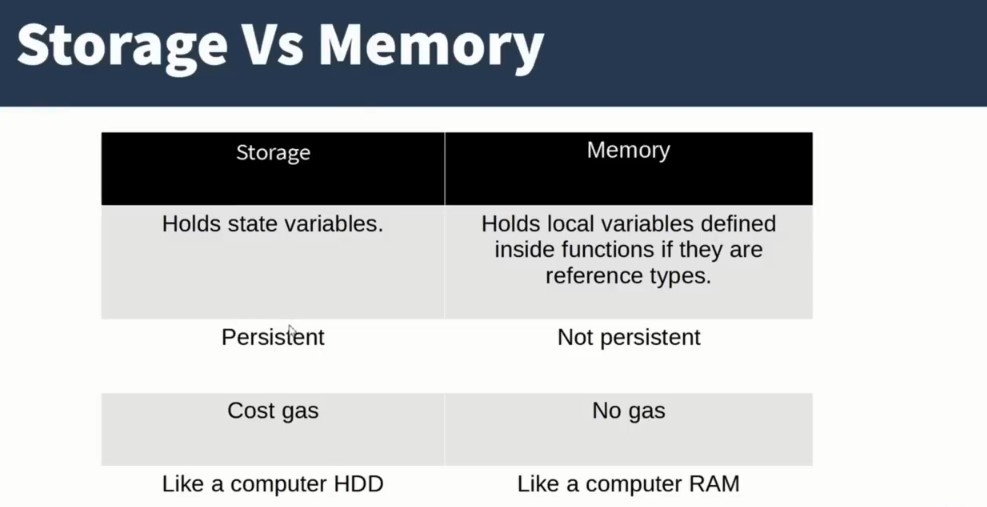 Storage Vs Memory
Storage
Memory
Holds state variables.
Holds local variables defined
inside functions if they are
reference types.
Persistent
Not persistent
Cost gas
No gas
Like a computer HDD
Like a computer RAM